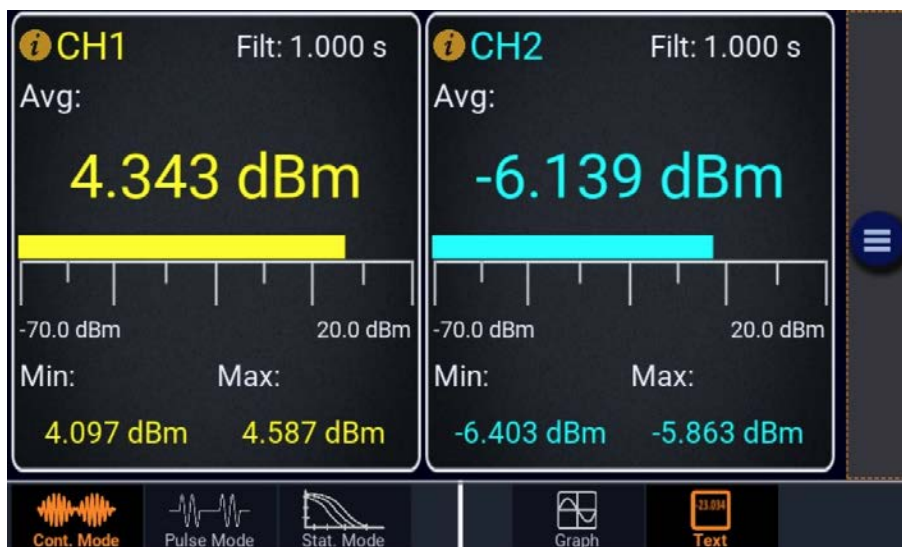 i CH1 Filt: 1.000 s
Avg:
4.343 dBm
-70.0 dBm 20.0 dBm
Min: Max:
4.097 dBm 4.587 dBm
i CH2 Filt: 1.000 s
Avg:
-6.139 dBm
-70.0 dBm 20.0 dBm
Min: Max:
-6.403 dBm -5.863 dBm
Cont. Mode Pulse Mode Stat. Mode Graph -23.034 Text